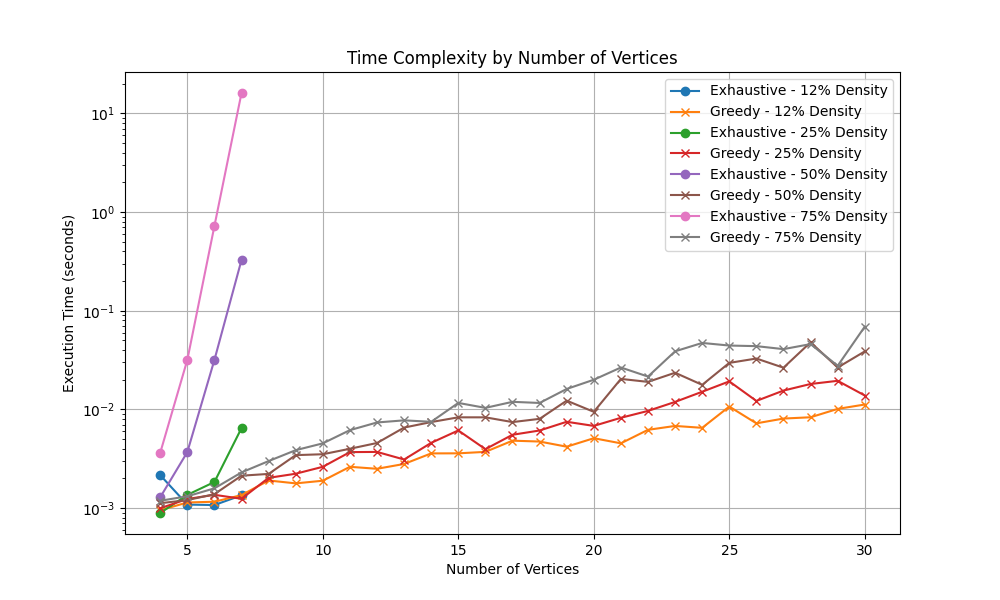 Time Complexity by Number of Vertices
Exhaustive - 12% Density
Greedy - 12% Density
Exhaustive - 25% Density
Greedy - 25% Density
Exhaustive - 50% Density
Greedy - 50% Density
Exhaustive - 75% Density
Greedy - 75% Density
Execution Time (seconds)
10¹
10⁰
10⁻¹
10⁻²
10⁻³
5 10 15 20 25 30
Number of Vertices